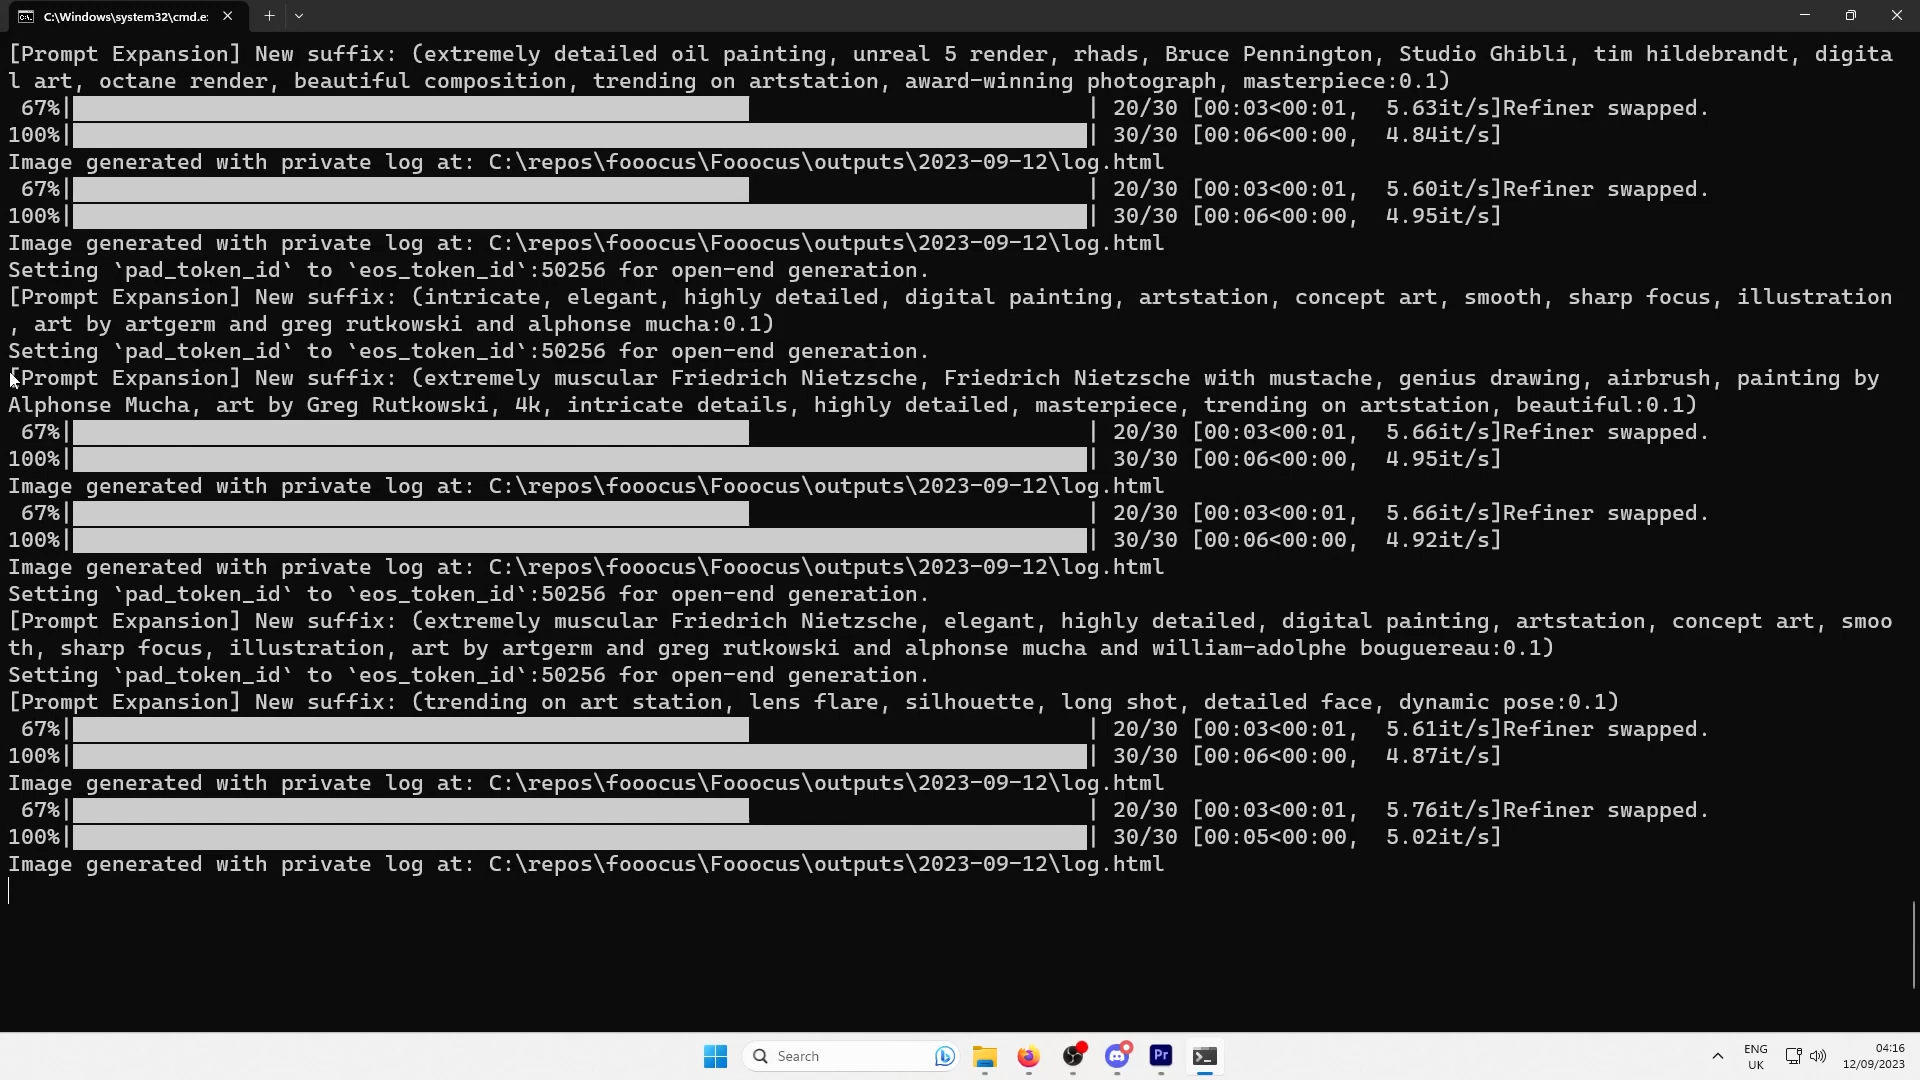 C:\Windows\system32\cmd.e:
[Prompt Expansion] New suffix: (extremely detailed oil painting, unreal 5 render, rhads, Bruce Pennington, Studio Ghibli, tim hildebrandt, digita
l art, octane render, beautiful composition, trending on artstation, award-winning photograph, masterpiece:0.1)
67%| | 20/30 [00:03<00:01,  5.63it/s]Refiner swapped.
100%| | 30/30 [00:06<00:00,  4.84it/s]
Image generated with private log at: C:\repos\fooocus\Fooocus\outputs\2023-09-12\log.html
67%| | 20/30 [00:03<00:01,  5.60it/s]Refiner swapped.
100%| | 30/30 [00:06<00:00,  4.95it/s]
Image generated with private log at: C:\repos\fooocus\Fooocus\outputs\2023-09-12\log.html
Setting `pad_token_id` to `eos_token_id`:50256 for open-end generation.
[Prompt Expansion] New suffix: (intricate, elegant, highly detailed, digital painting, artstation, concept art, smooth, sharp focus, illustration
, art by artgerm and greg rutkowski and alphonse mucha:0.1)
Setting `pad_token_id` to `eos_token_id`:50256 for open-end generation.
[Prompt Expansion] New suffix: (extremely muscular Friedrich Nietzsche, Friedrich Nietzsche with mustache, genius drawing, airbrush, painting by
Alphonse Mucha, art by Greg Rutkowski, 4k, intricate details, highly detailed, masterpiece, trending on artstation, beautiful:0.1)
67%| | 20/30 [00:03<00:01,  5.66it/s]Refiner swapped.
100%| | 30/30 [00:06<00:00,  4.95it/s]
Image generated with private log at: C:\repos\fooocus\Fooocus\outputs\2023-09-12\log.html
67%| | 20/30 [00:03<00:01,  5.66it/s]Refiner swapped.
100%| | 30/30 [00:06<00:00,  4.92it/s]
Image generated with private log at: C:\repos\fooocus\Fooocus\outputs\2023-09-12\log.html
Setting `pad_token_id` to `eos_token_id`:50256 for open-end generation.
[Prompt Expansion] New suffix: (extremely muscular Friedrich Nietzsche, elegant, highly detailed, digital painting, artstation, concept art, smoo
th, sharp focus, illustration, art by artgerm and greg rutkowski and alphonse mucha and william-adolphe bouguereau:0.1)
Setting `pad_token_id` to `eos_token_id`:50256 for open-end generation.
[Prompt Expansion] New suffix: (trending on art station, lens flare, silhouette, long shot, detailed face, dynamic pose:0.1)
67%| | 20/30 [00:03<00:01,  5.61it/s]Refiner swapped.
100%| | 30/30 [00:06<00:00,  4.87it/s]
Image generated with private log at: C:\repos\fooocus\Fooocus\outputs\2023-09-12\log.html
67%| | 20/30 [00:03<00:01,  5.76it/s]Refiner swapped.
100%| | 30/30 [00:05<00:00,  5.02it/s]
Image generated with private log at: C:\repos\fooocus\Fooocus\outputs\2023-09-12\log.html
Search
Pr
ENG
UK
04:16
12/09/2023